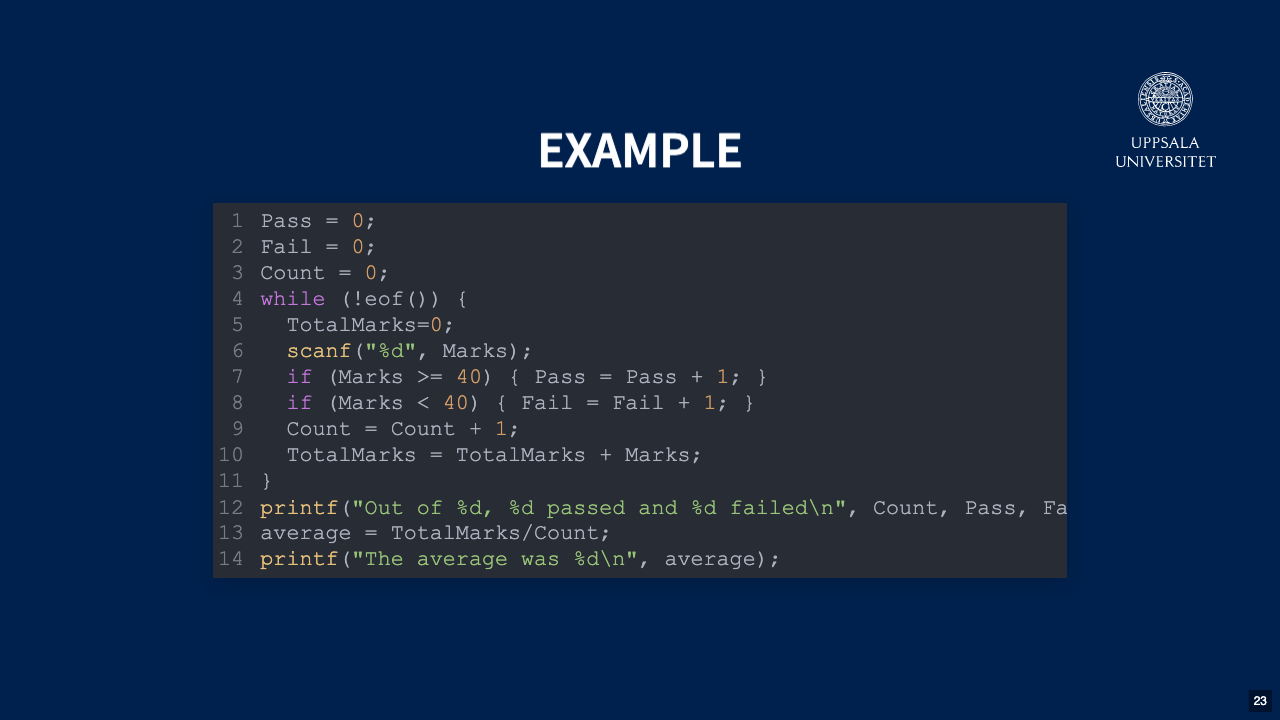 UPPSALA
UNIVERSITET
EXAMPLE
1 Pass = 0;
2 Fail = 0;
3 Count = 0;
4 while (!eof()) {
5   TotalMarks=0;
6   scanf("%d", Marks);
7   if (Marks >= 40) { Pass = Pass + 1; }
8   if (Marks < 40) { Fail = Fail + 1; }
9   Count = Count + 1;
10   TotalMarks = TotalMarks + Marks;
11 }
12 printf("Out of %d, %d passed and %d failed\n", Count, Pass, Fa
13 average = TotalMarks/Count;
14 printf("The average was %d\n", average);
23